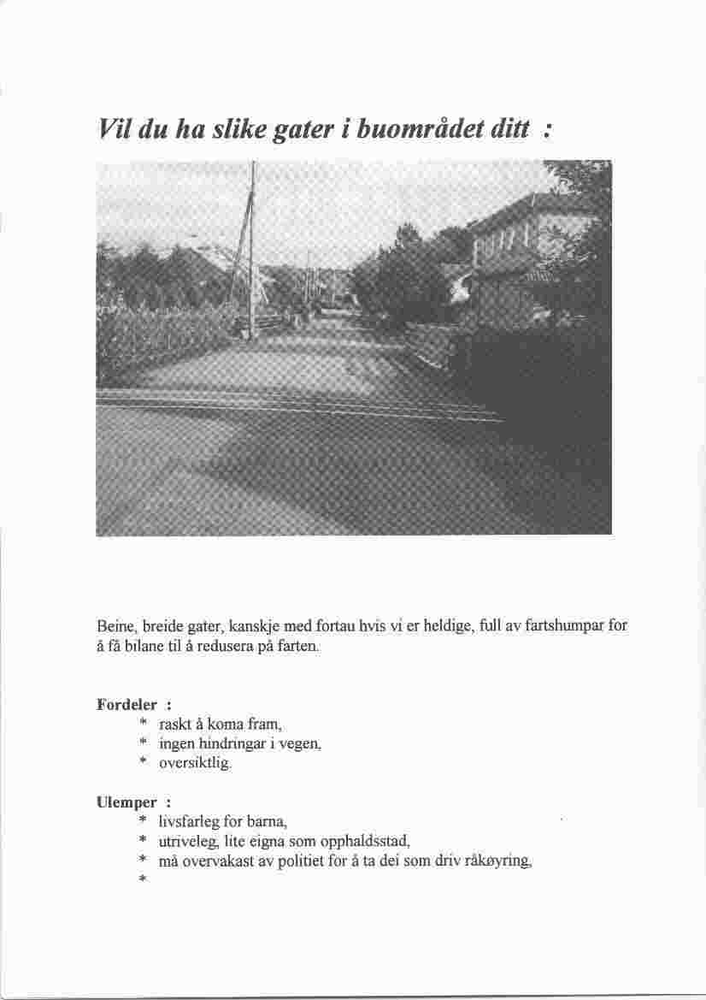 Vil du ha slike gater i buområdet ditt :
Beine, breide gater, kanskje med fortau hvis vi er heldige, full av fartshumpar for
å få bilane til å redusera på farten.
Fordeler :
* raskt å koma fram,
* ingen hindringar i vegen,
* oversiktlig.
Ulemper :
* livsfarleg for barna,
* utriveleg, lite eigna som opphaldsstad,
* må overvakast av politiet for å ta dei som driv råkøyring,
*